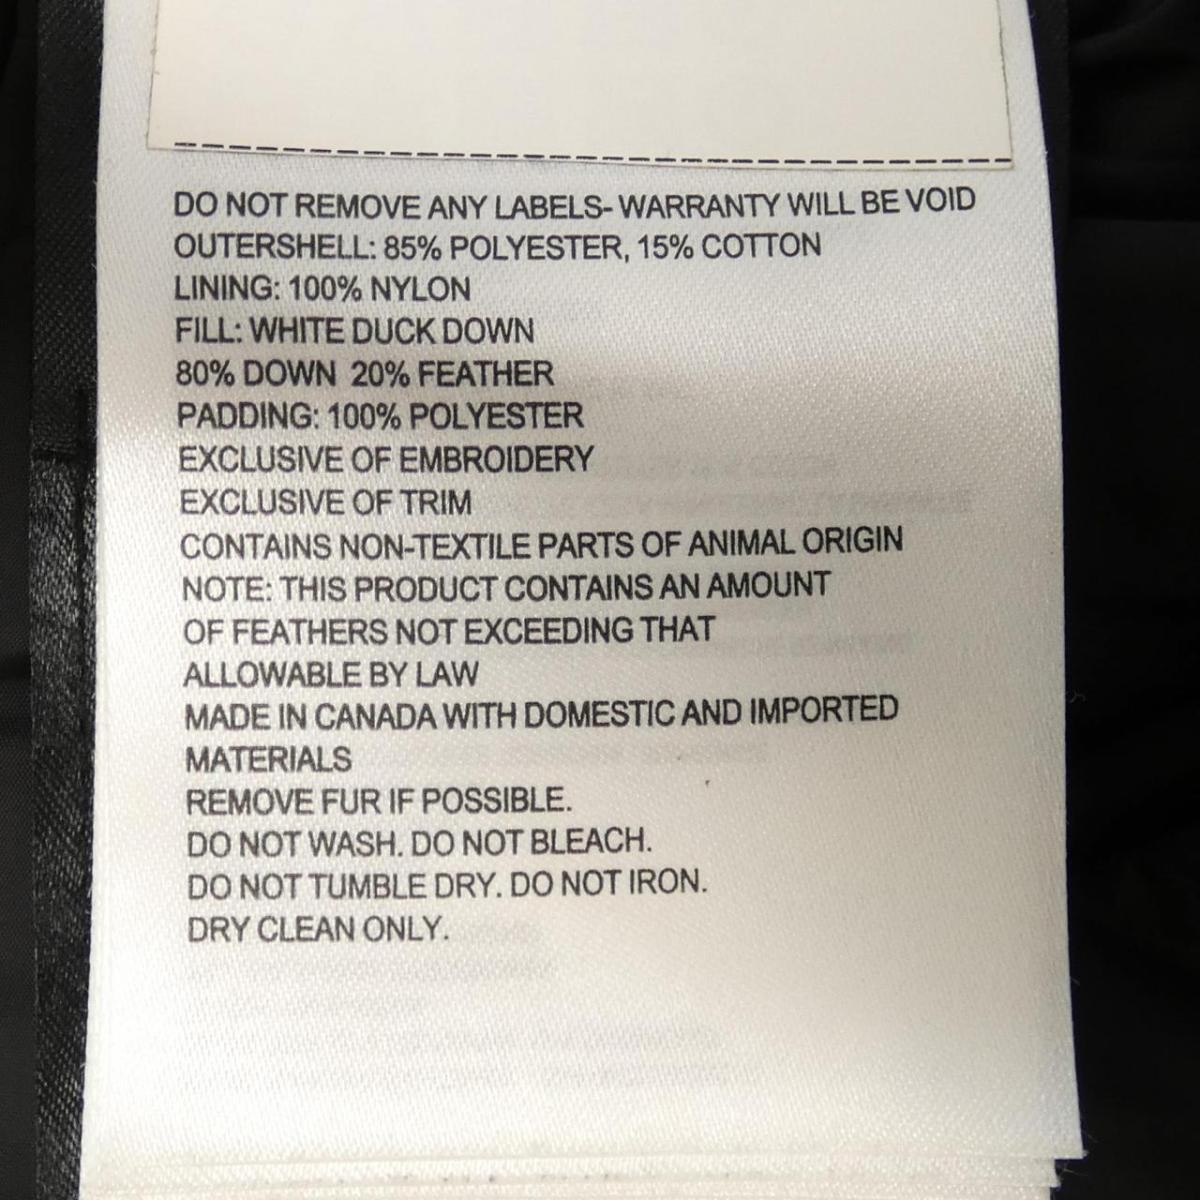 DO NOT REMOVE ANY LABELS- WARRANTY WILL BE VOID
OUTERSHELL: 85% POLYESTER, 15% COTTON
LINING: 100% NYLON
FILL: WHITE DUCK DOWN
80% DOWN 20% FEATHER
PADDING: 100% POLYESTER
EXCLUSIVE OF EMBROIDERY
EXCLUSIVE OF TRIM
CONTAINS NON-TEXTILE PARTS OF ANIMAL ORIGIN
NOTE: THIS PRODUCT CONTAINS AN AMOUNT
OF FEATHERS NOT EXCEEDING THAT
ALLOWABLE BY LAW
MADE IN CANADA WITH DOMESTIC AND IMPORTED
MATERIALS
REMOVE FUR IF POSSIBLE.
DO NOT WASH. DO NOT BLEACH.
DO NOT TUMBLE DRY. DO NOT IRON.
DRY CLEAN ONLY.